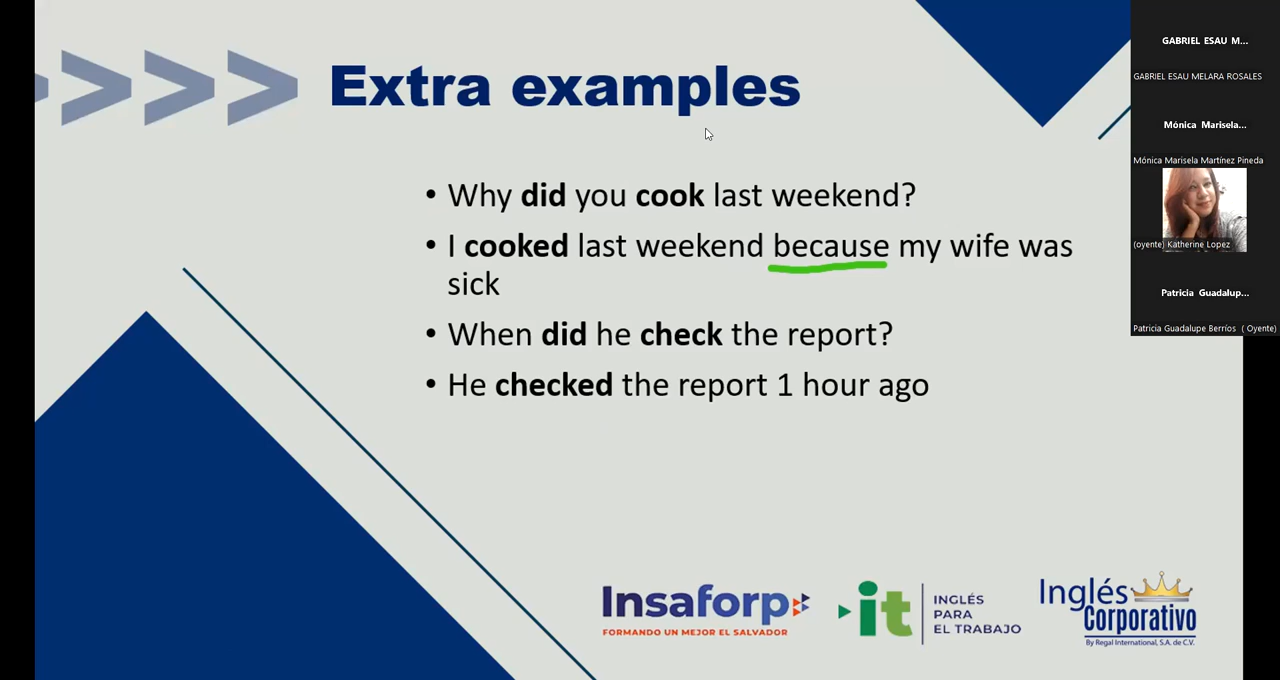 Extra examples
• Why did you cook last weekend?
• I cooked last weekend because my wife was
sick
• When did he check the report?
• He checked the report 1 hour ago
Insaforp
FORMANDO UN MEJOR EL SALVADOR
it
INGLÉS
PARA
EL TRABAJO
Inglés
Corporativo
By Regal International, S.A. de C.V.
GABRIEL ESAU M...
GABRIEL ESAU MELARA ROSALES
Mónica Marisela...
Mónica Marisela Martínez Pineda
(oyente) Katherine Lopez
Patricia Guadalup...
Patricia Guadalupe Berríos ( Oyente)